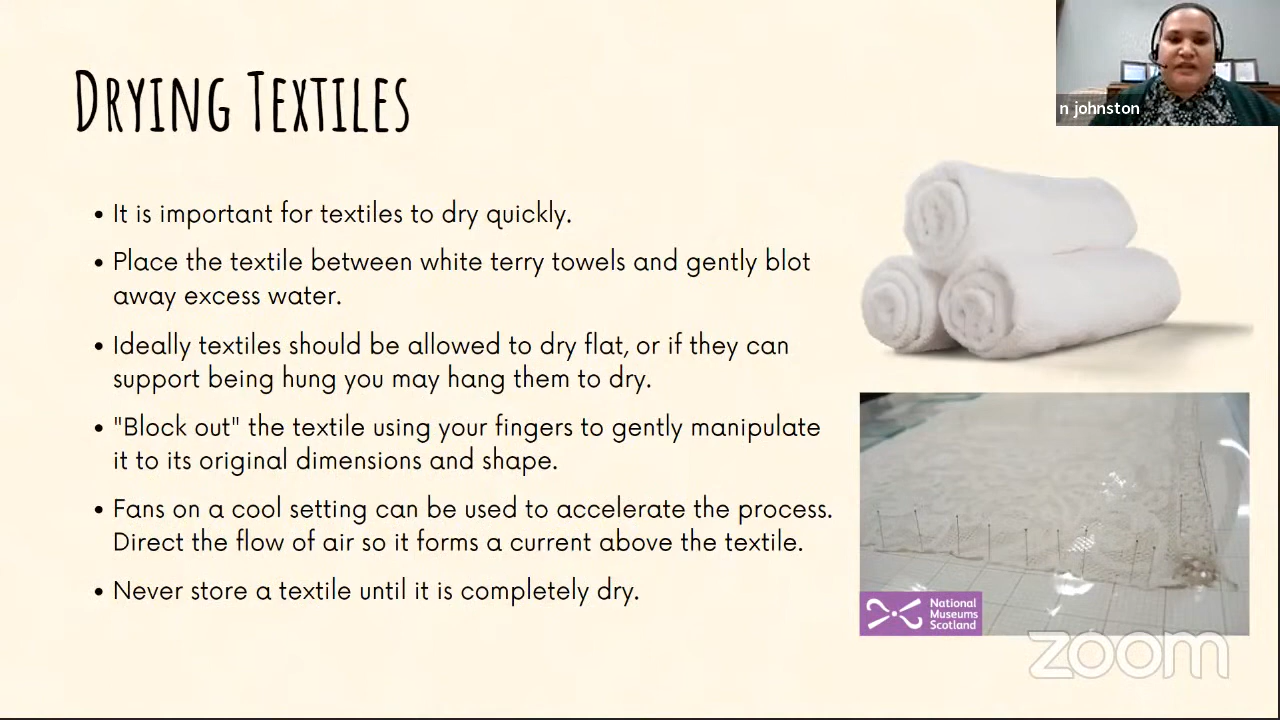 n johnston
Drying Textiles
• It is important for textiles to dry quickly.
• Place the textile between white terry towels and gently blot
away excess water.
• Ideally textiles should be allowed to dry flat, or if they can
support being hung you may hang them to dry.
• "Block out" the textile using your fingers to gently manipulate
it to its original dimensions and shape.
• Fans on a cool setting can be used to accelerate the process.
Direct the flow of air so it forms a current above the textile.
• Never store a textile until it is completely dry.
National
Museums
Scotland
zoom